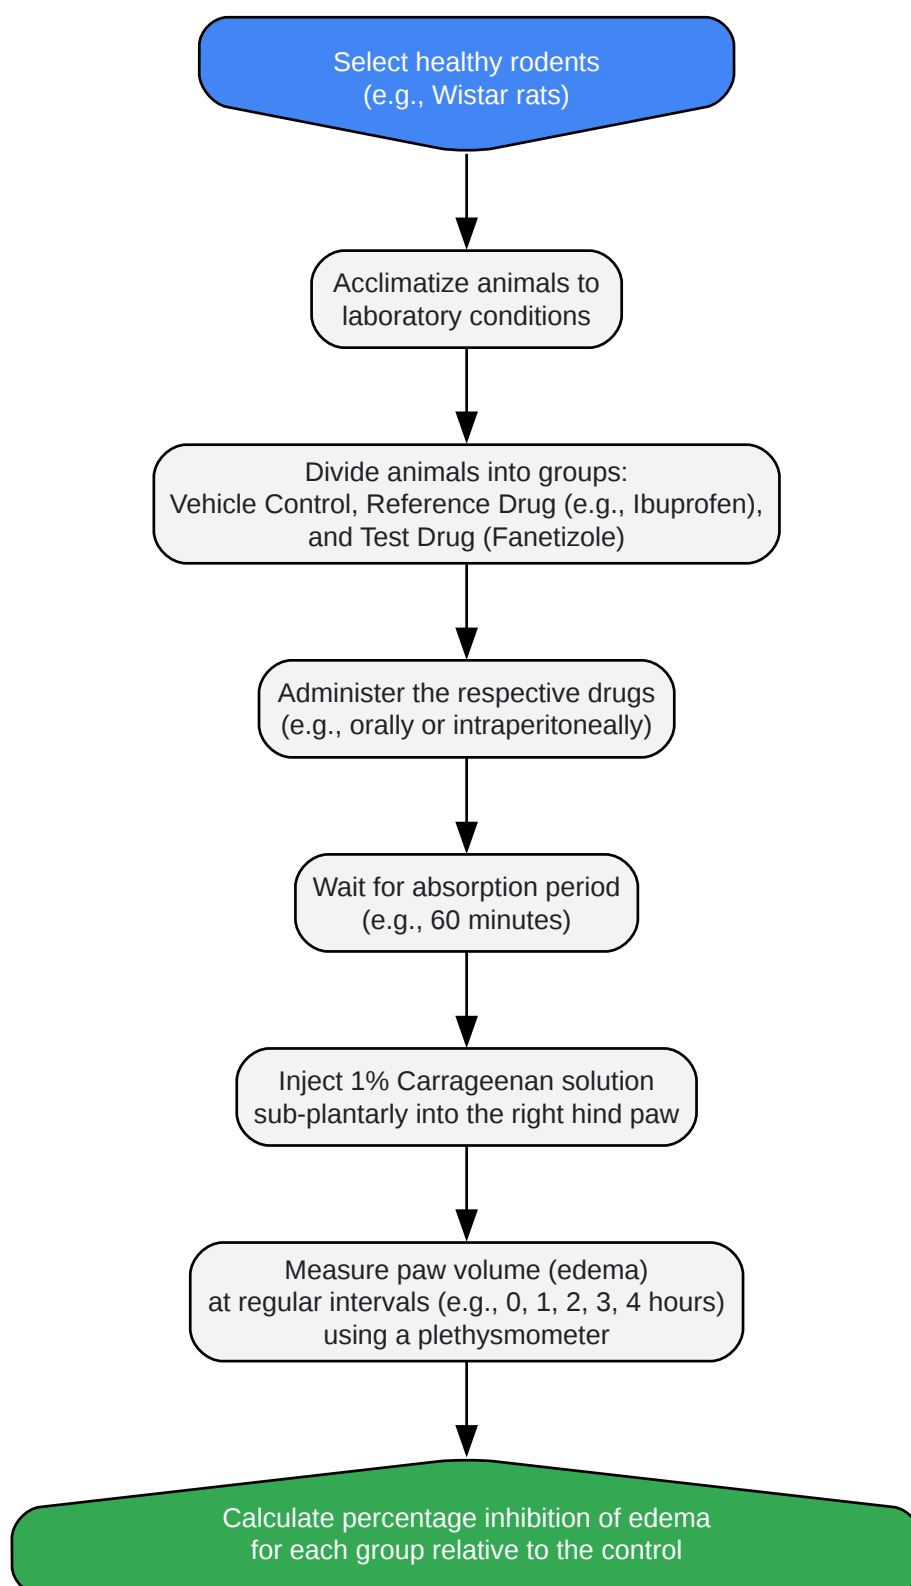 Select healthy rodents
(e.g., Wistar rats)
Acclimatize animals to
laboratory conditions
Divide animals into groups:
Vehicle Control, Reference Drug (e.g., Ibuprofen),
and Test Drug (Fanetizole)
Administer the respective drugs
(e.g., orally or intraperitoneally)
Wait for absorption period
(e.g., 60 minutes)
Inject 1% Carrageenan solution
sub-plantarly into the right hind paw
Measure paw volume (edema)
at regular intervals (e.g., 0, 1, 2, 3, 4 hours)
using a plethysmometer
Calculate percentage inhibition of edema
for each group relative to the control